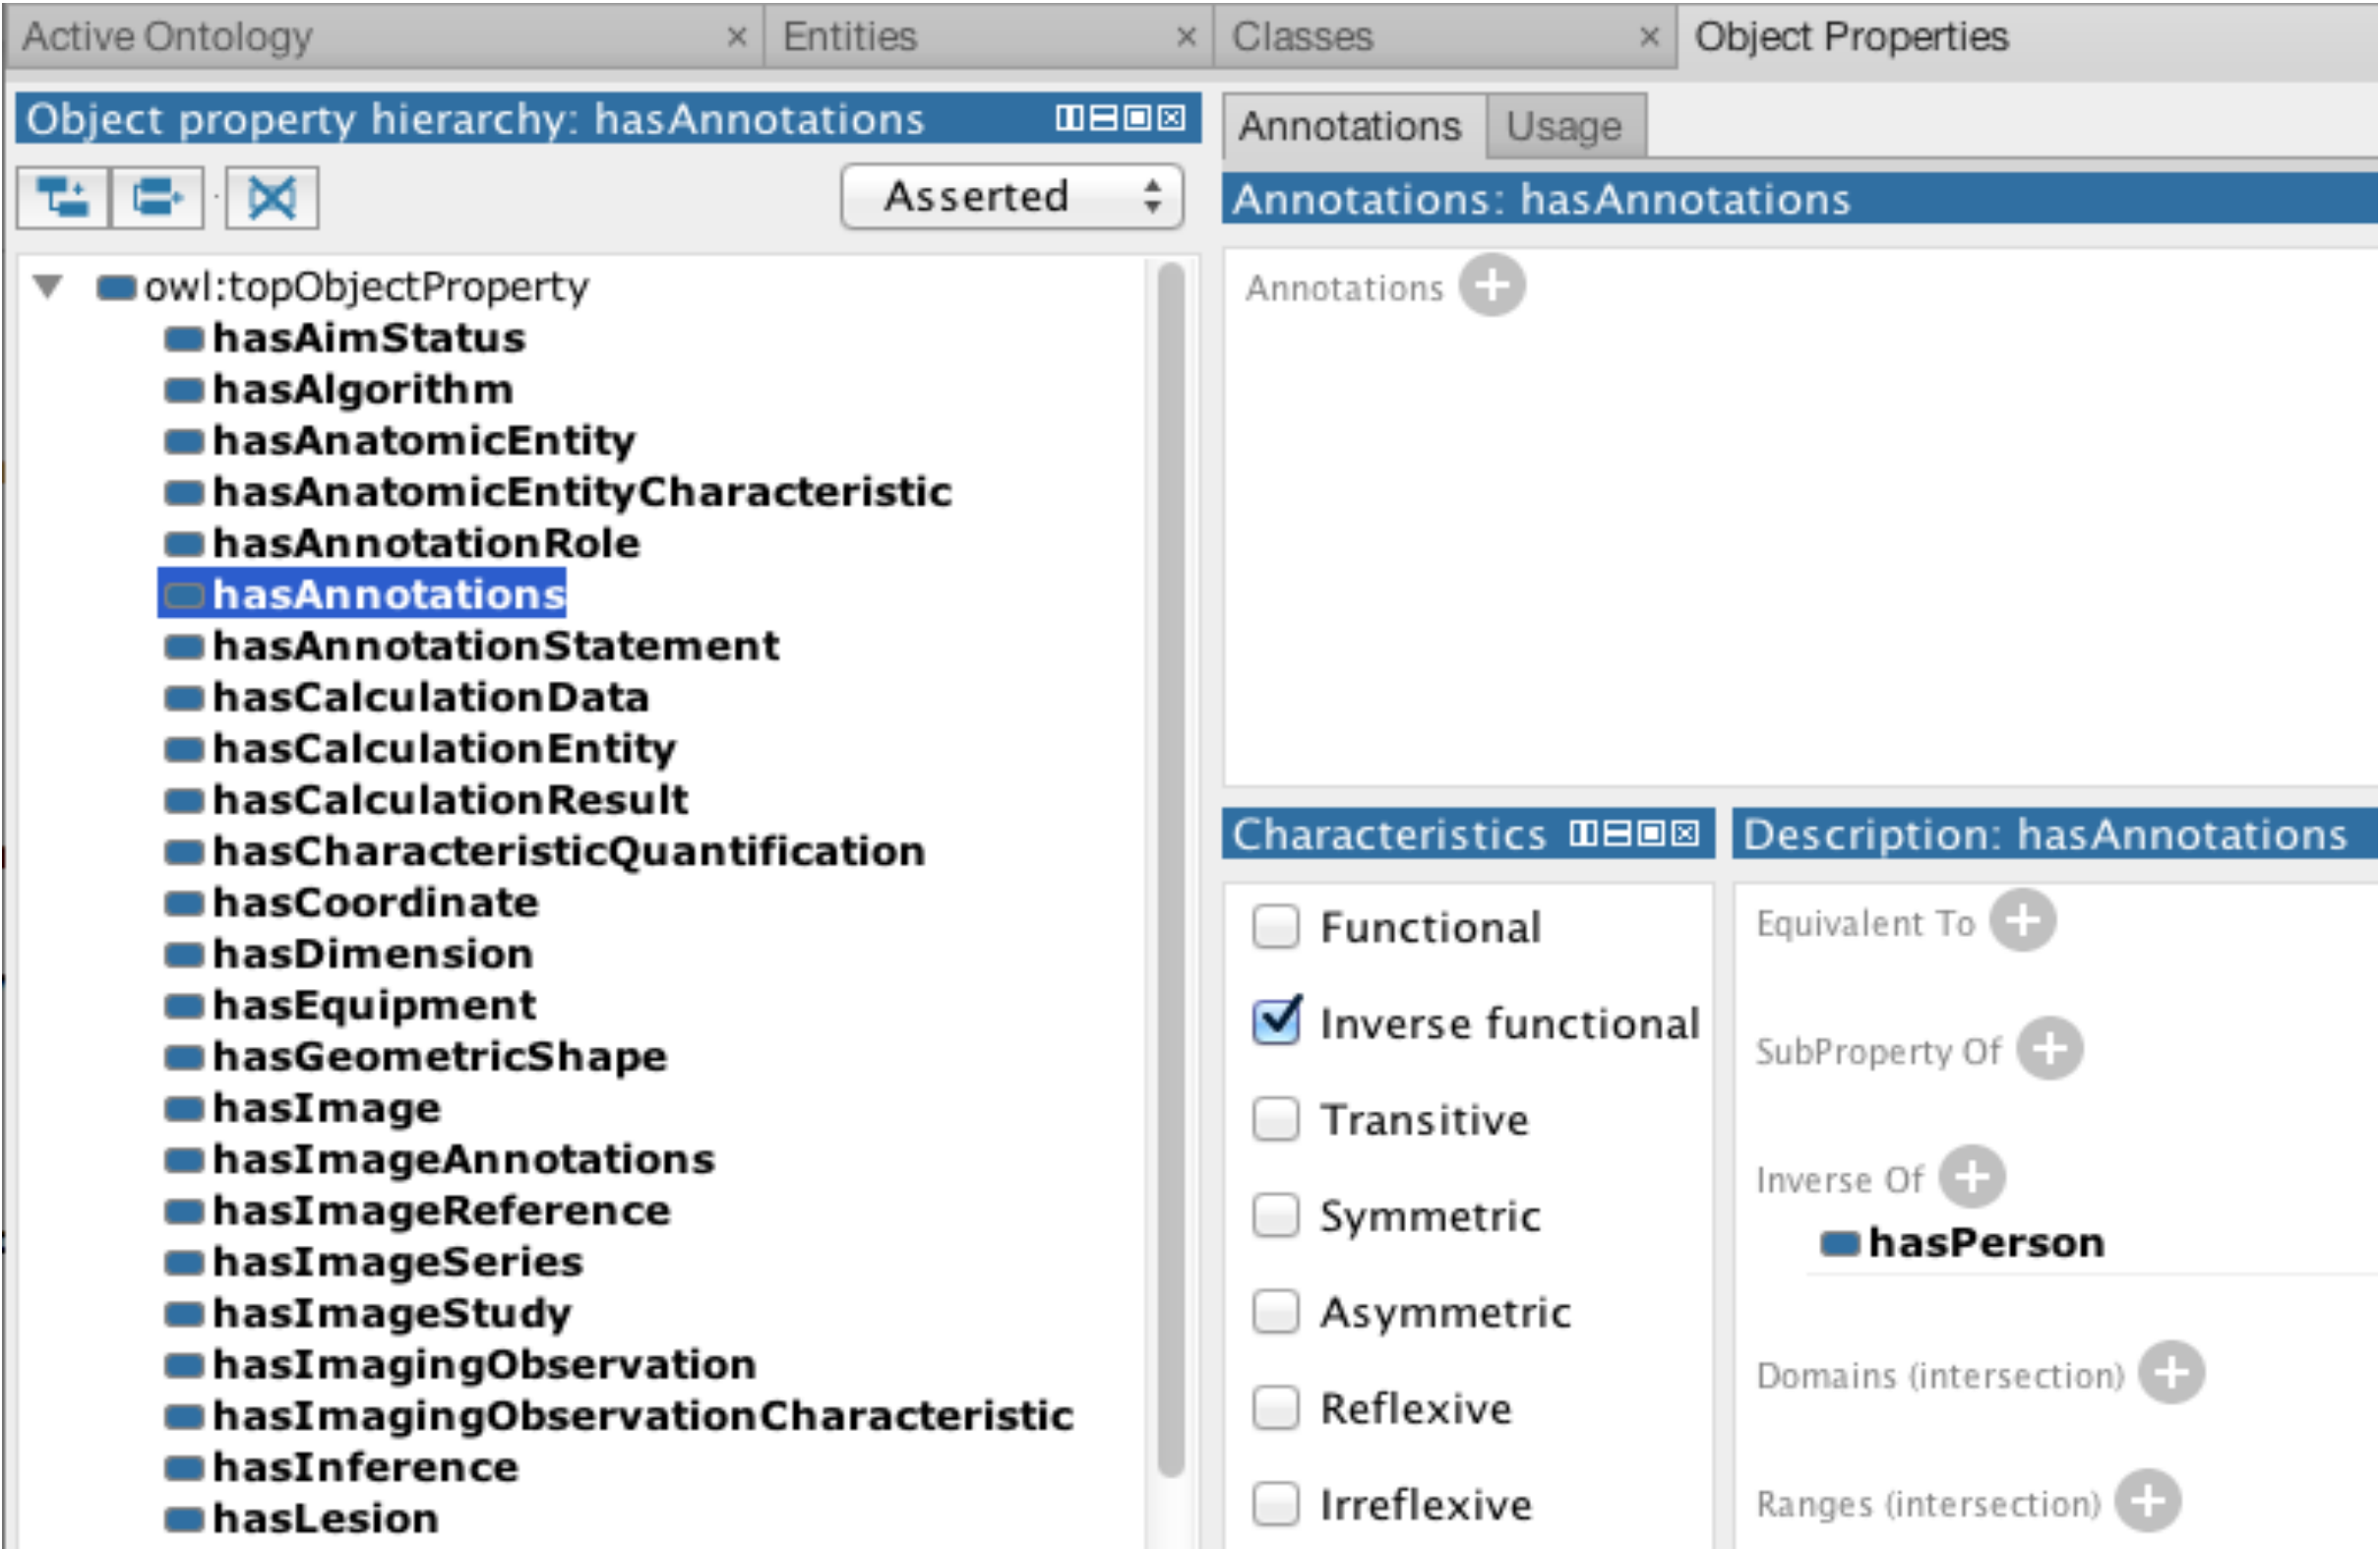 Active Ontology × Entities × Classes × Object Properties
Object property hierarchy: hasAnnotations
Asserted
owl:topObjectProperty
hasAimStatus
hasAlgorithm
hasAnatomicEntity
hasAnatomicEntityCharacteristic
hasAnnotationRole
hasAnnotations
hasAnnotationStatement
hasCalculationData
hasCalculationEntity
hasCalculationResult
hasCharacteristicQuantification
hasCoordinate
hasDimension
hasEquipment
hasGeometricShape
hasImage
hasImageAnnotations
hasImageReference
hasImageSeries
hasImageStudy
hasImagingObservation
hasImagingObservationCharacteristic
hasInference
hasLesion
Annotations Usage
Annotations: hasAnnotations
Annotations
Characteristics
Functional
Inverse functional
Transitive
Symmetric
Asymmetric
Reflexive
Irreflexive
Description: hasAnnotations
Equivalent To
SubProperty Of
Inverse Of
hasPerson
Domains (intersection)
Ranges (intersection)